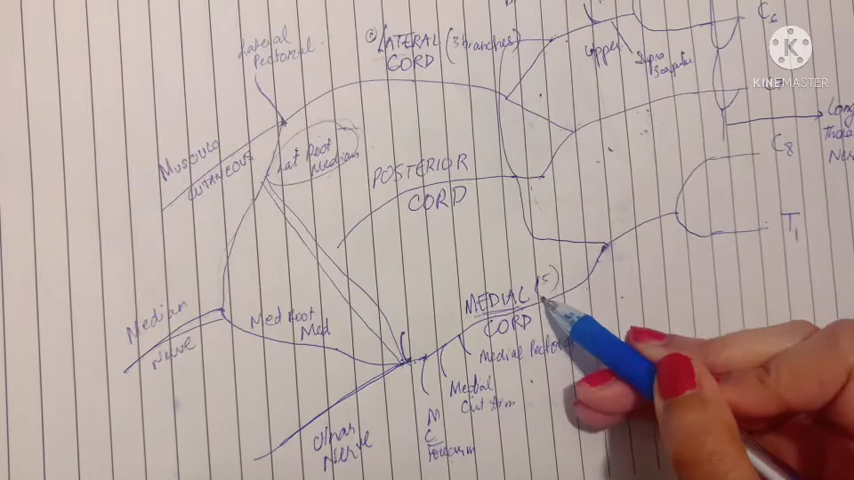 Lateral
Pectoral.
② LATERAL (3 branches)
CORD
Upper
Supra
Scapular
C6
KINEMASTER
Long
Thoracic
Nerve
MUSCULO
CUTANEOUS
Lat Root
Median
POSTERIOR
CORD
C8
T1
Median
Nerve
Med Root
Med
MEDIAL (5)
CORD
Medial Pectoral
Medial
Cut Arm
M
C
Forearm
Ulnar
Nerve